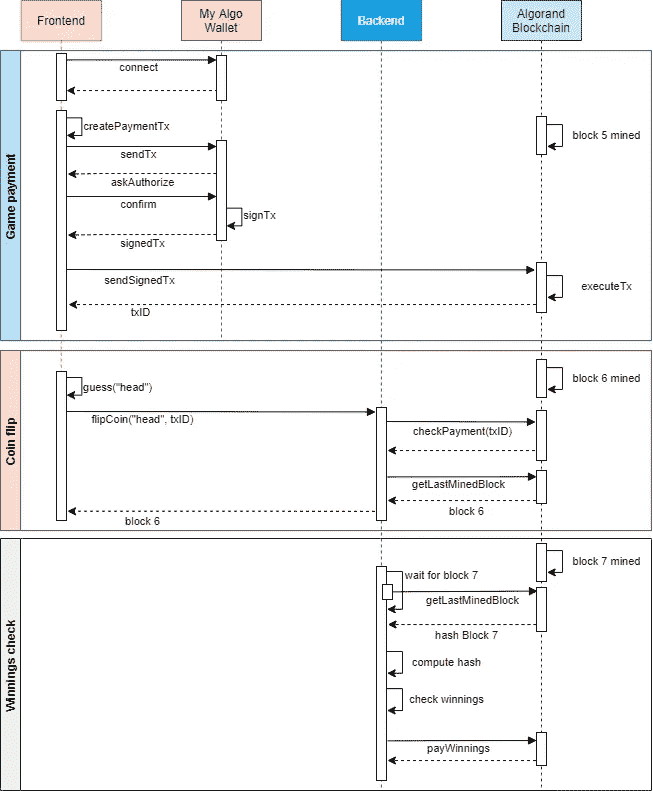 Frontend
My Algo
Wallet
Backend
Algorand
Blockchain
Game payment
connect
createPaymentTx
block 5 mined
sendTx
askAuthorize
confirm
signTx
signedTx
sendSignedTx
executeTx
txID
Coin flip
block 6 mined
guess("head")
flipCoin("head", txID)
checkPayment(txID)
getLastMinedBlock
block 6
block 6
Winnings check
block 7 mined
wait for block 7
getLastMinedBlock
hash Block 7
compute hash
check winnings
payWinnings